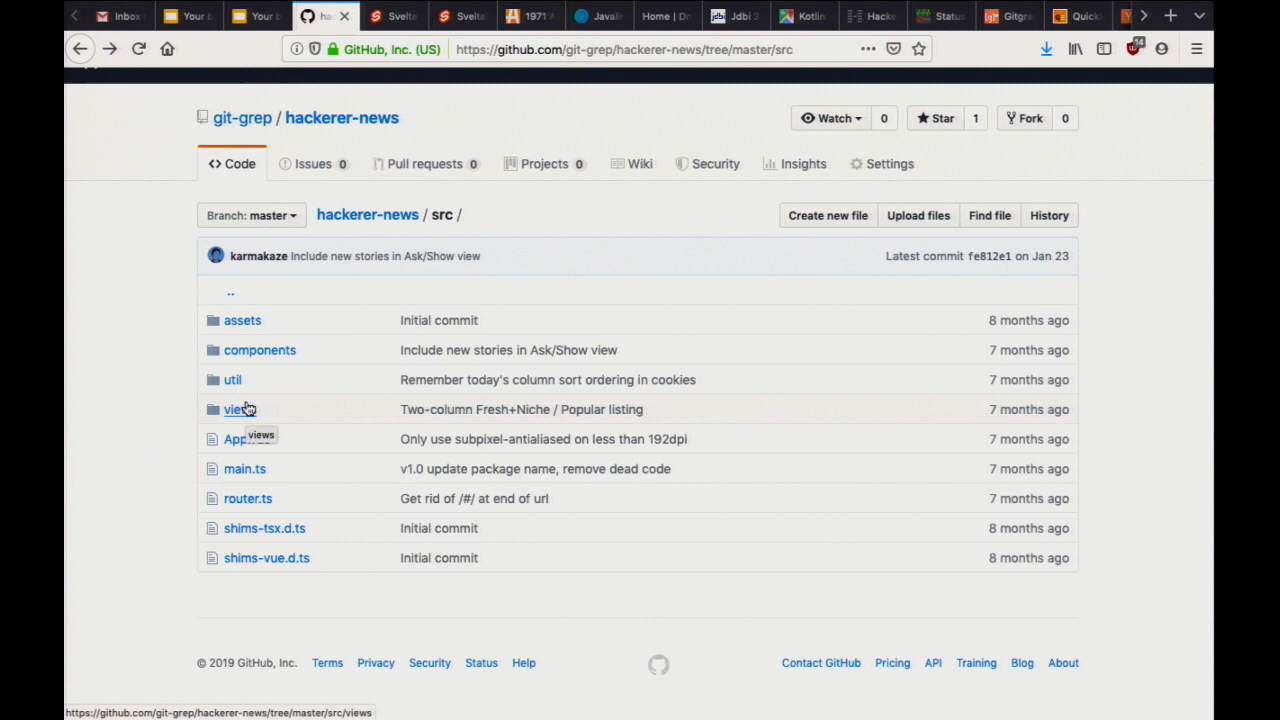 Inbox
Your b
Your b
ha
Svelte
Svelte
1971 A
Javalin
Home | D
Jdbi 3
Kotlin
Hacke
Status
Gitgre
Quick
GitHub, Inc. (US)
https://github.com/git-grep/hackerer-news/tree/master/src
14
git-grep / hackerer-news
Watch 0
Star 1
Fork 0
Code
Issues 0
Pull requests 0
Projects 0
Wiki
Security
Insights
Settings
Branch: master
hackerer-news / src /
Create new file
Upload files
Find file
History
karmakaze Include new stories in Ask/Show view
Latest commit fe812e1 on Jan 23
..
assets Initial commit 8 months ago
components Include new stories in Ask/Show view 7 months ago
util Remember today's column sort ordering in cookies 7 months ago
views Two-column Fresh+Niche / Popular listing 7 months ago
views
App Only use subpixel-antialiased on less than 192dpi 7 months ago
main.ts v1.0 update package name, remove dead code 7 months ago
router.ts Get rid of /#/ at end of url 7 months ago
shims-tsx.d.ts Initial commit 8 months ago
shims-vue.d.ts Initial commit 8 months ago
© 2019 GitHub, Inc. Terms Privacy Security Status Help
Contact GitHub Pricing API Training Blog About
https://github.com/git-grep/hackerer-news/tree/master/src/views